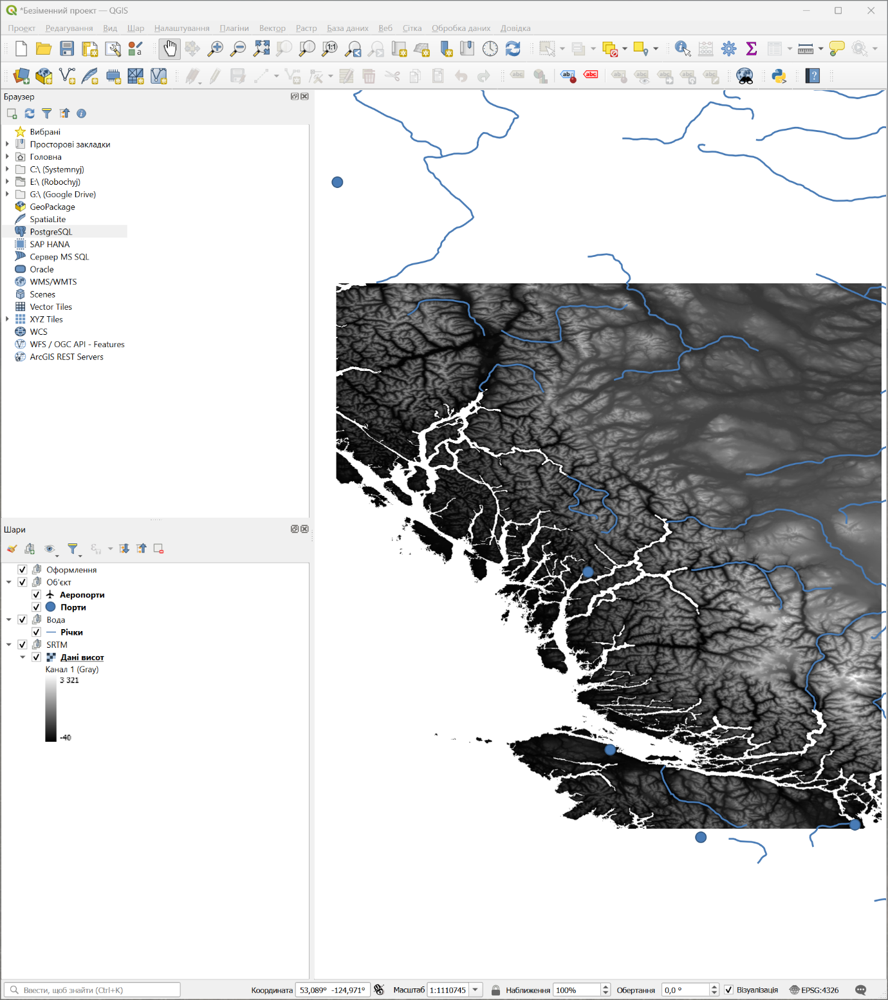 *Безіменний проект — QGIS
Проект Редагування Вид Шар Налаштування Плагіни Вектор Растр База даних Веб Сітка Обробка даних Довідка
Браузер
Вибрані
Просторові закладки
Головна
C:\ (Systemnyj)
E:\ (Robochyj)
G:\ (Google Drive)
GeoPackage
SpatiaLite
PostgreSQL
SAP HANA
Сервер MS SQL
Oracle
WMS/WMTS
Scenes
Vector Tiles
XYZ Tiles
WCS
WFS / OGC API - Features
ArcGIS REST Servers
Шари
Оформлення
Об'єкт
Аеропорти
Порти
Вода
Річки
SRTM
Дані висот
Канал 1 (Gray)
3 321
-40
Ввести, щоб знайти (Ctrl+K) Координата 53,089° -124,971° Масштаб 1:1110745 Наближення 100% Обертання 0,0 ° Візуалізація EPSG:4326